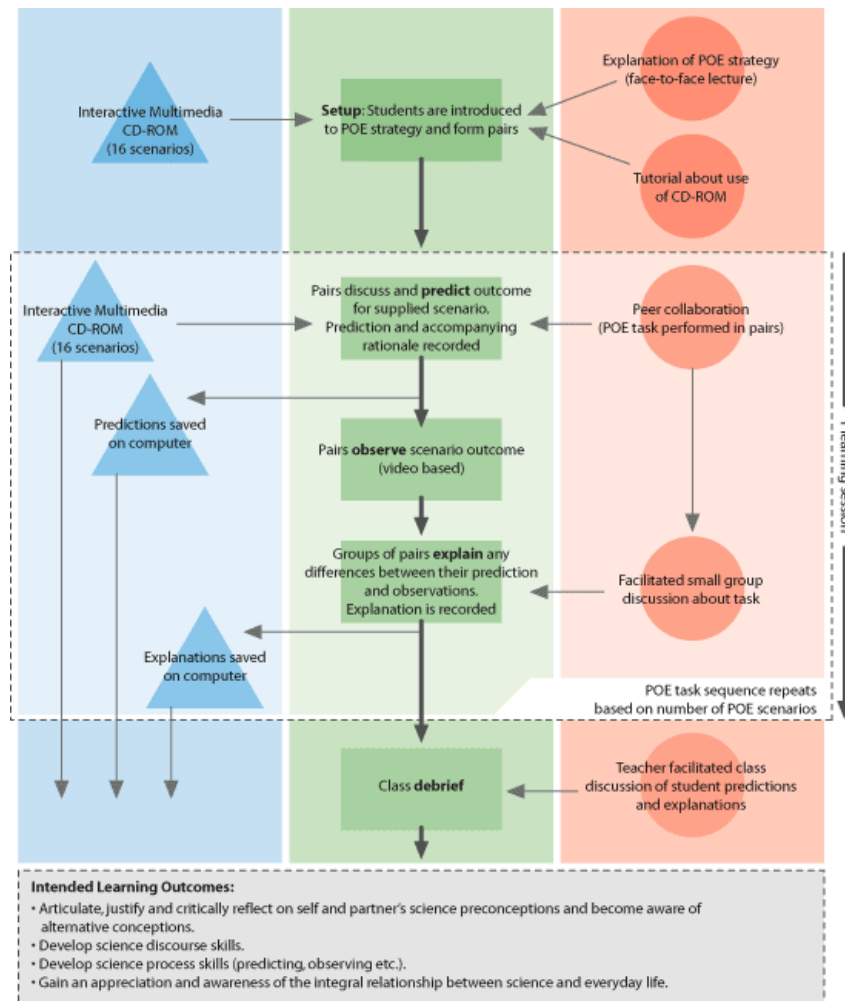 Interactive Multimedia
CD-ROM
(16 scenarios)
Setup: Students are introduced
to POE strategy and form pairs
Explanation of POE strategy
(face-to-face lecture)
Tutorial about use
of CD-ROM
Interactive Multimedia
CD-ROM
(16 scenarios)
Pairs discuss and predict outcome
for supplied scenario.
Prediction and accompanying
rationale recorded
Peer collaboration
(POE task performed in pairs)
Predictions saved
on computer
Pairs observe scenario outcome
(video based)
Groups of pairs explain any
differences between their prediction
and observations.
Explanation is recorded
Facilitated small group
discussion about task
Explanations saved
on computer
POE task sequence repeats
based on number of POE scenarios
learning session
Class debrief
Teacher facilitated class
discussion of student predictions
and explanations
Intended Learning Outcomes:
• Articulate, justify and critically reflect on self and partner's science preconceptions and become aware of
alternative conceptions.
• Develop science discourse skills.
• Develop science process skills (predicting, observing etc.).
• Gain an appreciation and awareness of the integral relationship between science and everyday life.